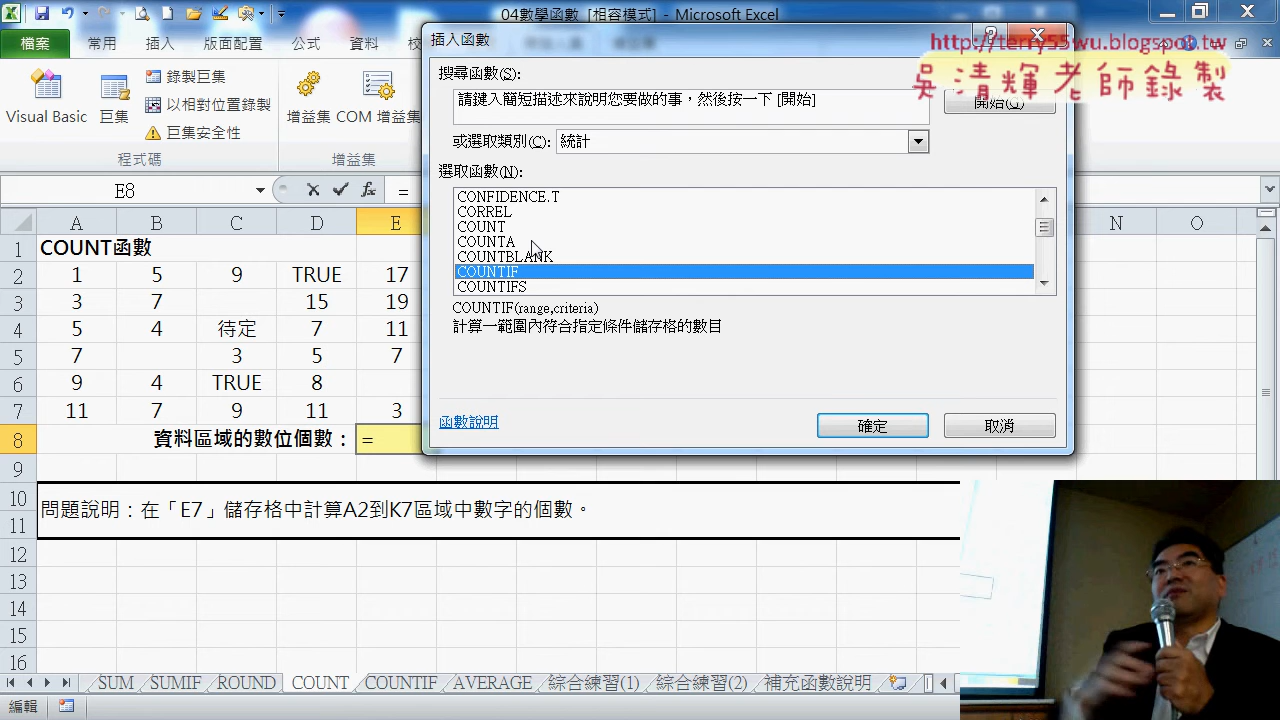 04數學函數 [相容模式] - Microsoft Excel
檔案 常用 插入 版面配置 公式 資料
http://terry55wu.blogspot.tw
吳清輝老師錄製
Visual Basic 巨集 錄製巨集 以相對位置錄製 巨集安全性 增益集 COM 增益集
程式碼 增益集
E8 fx =
A B C D E N O
1 COUNT函數
2 1 5 9 TRUE 17
3 3 7 15 19
4 5 4 待定 7 11
5 7 3 5 7
6 9 4 TRUE 8
7 11 7 9 11 3
8 資料區域的數位個數： =
9
10
問題說明：在「E7」儲存格中計算A2到K7區域中數字的個數。
11
12
13
14
15
16
SUM SUMIF ROUND COUNT COUNTIF AVERAGE 綜合練習(1) 綜合練習(2) 補充函數說明
編輯
插入函數
搜尋函數(S):
請鍵入簡短描述來說明您要做的事，然後按一下 [開始]
開始(G)
或選取類別(C): 統計
選取函數(N):
CONFIDENCE.T
CORREL
COUNT
COUNTA
COUNTBLANK
COUNTIF
COUNTIFS
COUNTIF(range,criteria)
計算一範圍內符合指定條件儲存格的數目
函數說明 確定 取消